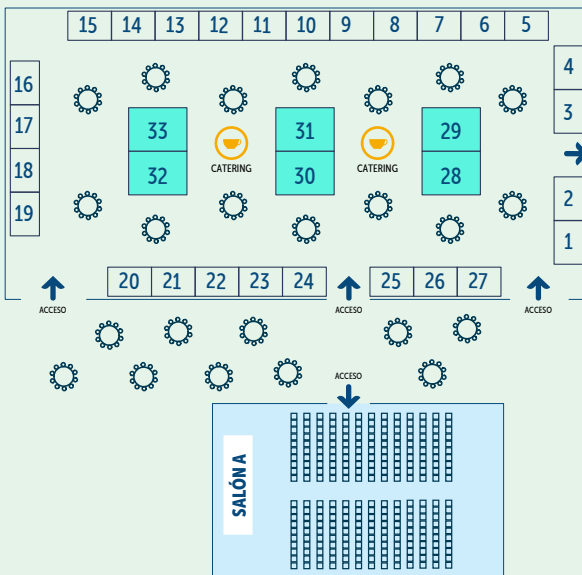 15 14 13 12 11 10 9 8 7 6 5
4
16
3
17
33 31 29
CATERING CATERING
18
32 30 28
2
19
1
20 21 22 23 24 25 26 27
ACCESO ACCESO ACCESO
ACCESO
SALÓN A